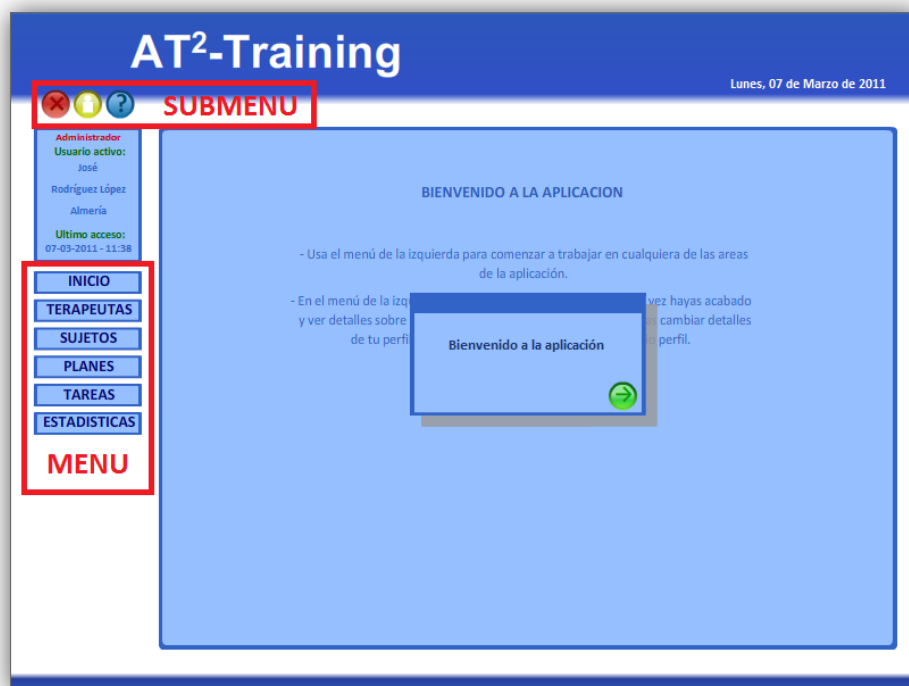 AT²-Training
Lunes, 07 de Marzo de 2011
SUBMENU
Administrador
Usuario activo:
José
Rodríguez López
Almería
Ultimo acceso:
07-03-2011 - 11:38
INICIO
TERAPEUTAS
SUJETOS
PLANES
TAREAS
ESTADISTICAS
MENU
BIENVENIDO A LA APLICACION
- Usa el menú de la izquierda para comenzar a trabajar en cualquiera de las areas
de la aplicación.
- En el menú de la izq vez hayas acabado
y ver detalles sobre cambiar detalles
de tu perfi perfil.
Bienvenido a la aplicación